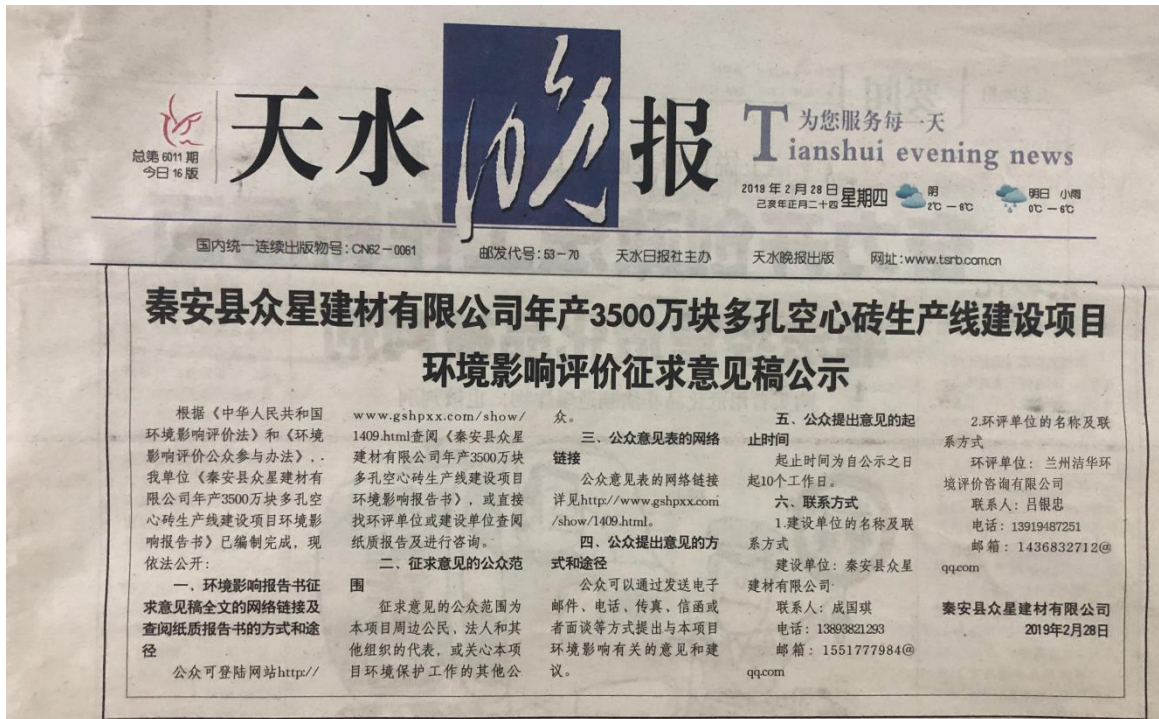 总第6011期
今日16版
天水晚报
为您服务每一天
Tianshui evening news
2019年2月28日
己亥年正月二十四
星期四
阴
2℃—8℃
明日 小雨
0℃—6℃
国内统一连续出版物号:CN62-0061 邮发代号:53-70 天水日报社主办 天水晚报出版 网址:www.tsrb.com.cn
秦安县众星建材有限公司年产3500万块多孔空心砖生产线建设项目
环境影响评价征求意见稿公示
根据《中华人民共和国
环境影响评价法》和《环境
影响评价公众参与办法》,
我单位《秦安县众星建材有
限公司年产3500万块多孔空
心砖生产线建设项目环境影
响报告书》已编制完成,现
依法公开:
一、环境影响报告书征
求意见稿全文的网络链接及
查阅纸质报告书的方式和途
径
公众可登陆网站http://
www.gshpxx.com/show/
1409.html查阅《秦安县众星
建材有限公司年产3500万块
多孔空心砖生产线建设项目
环境影响报告书》,或直接
找环评单位或建设单位查阅
纸质报告及进行咨询。
二、征求意见的公众范
围
征求意见的公众范围为
本项目周边公民、法人和其
他组织的代表,或关心本项
目环境保护工作的其他公
众。
三、公众意见表的网络
链接
公众意见表的网络链接
详见http://www.gshpxx.com
/show/1409.html。
四、公众提出意见的方
式和途径
公众可以通过发送电子
邮件、电话、传真、信函或
者面谈等方式提出与本项目
环境影响有关的意见和建
议。
五、公众提出意见的起
止时间
起止时间为自公示之日
起10个工作日。
六、联系方式
1.建设单位的名称及联
系方式
建设单位:秦安县众星
建材有限公司
联系人:成国琪
电话:13893821293
邮箱:1551777984@
qq.com
2.环评单位的名称及联
系方式
环评单位:兰州洁华环
境评价咨询有限公司
联系人:吕银忠
电话:13919487251
邮箱:1436832712@
qq.com
秦安县众星建材有限公司
2019年2月28日